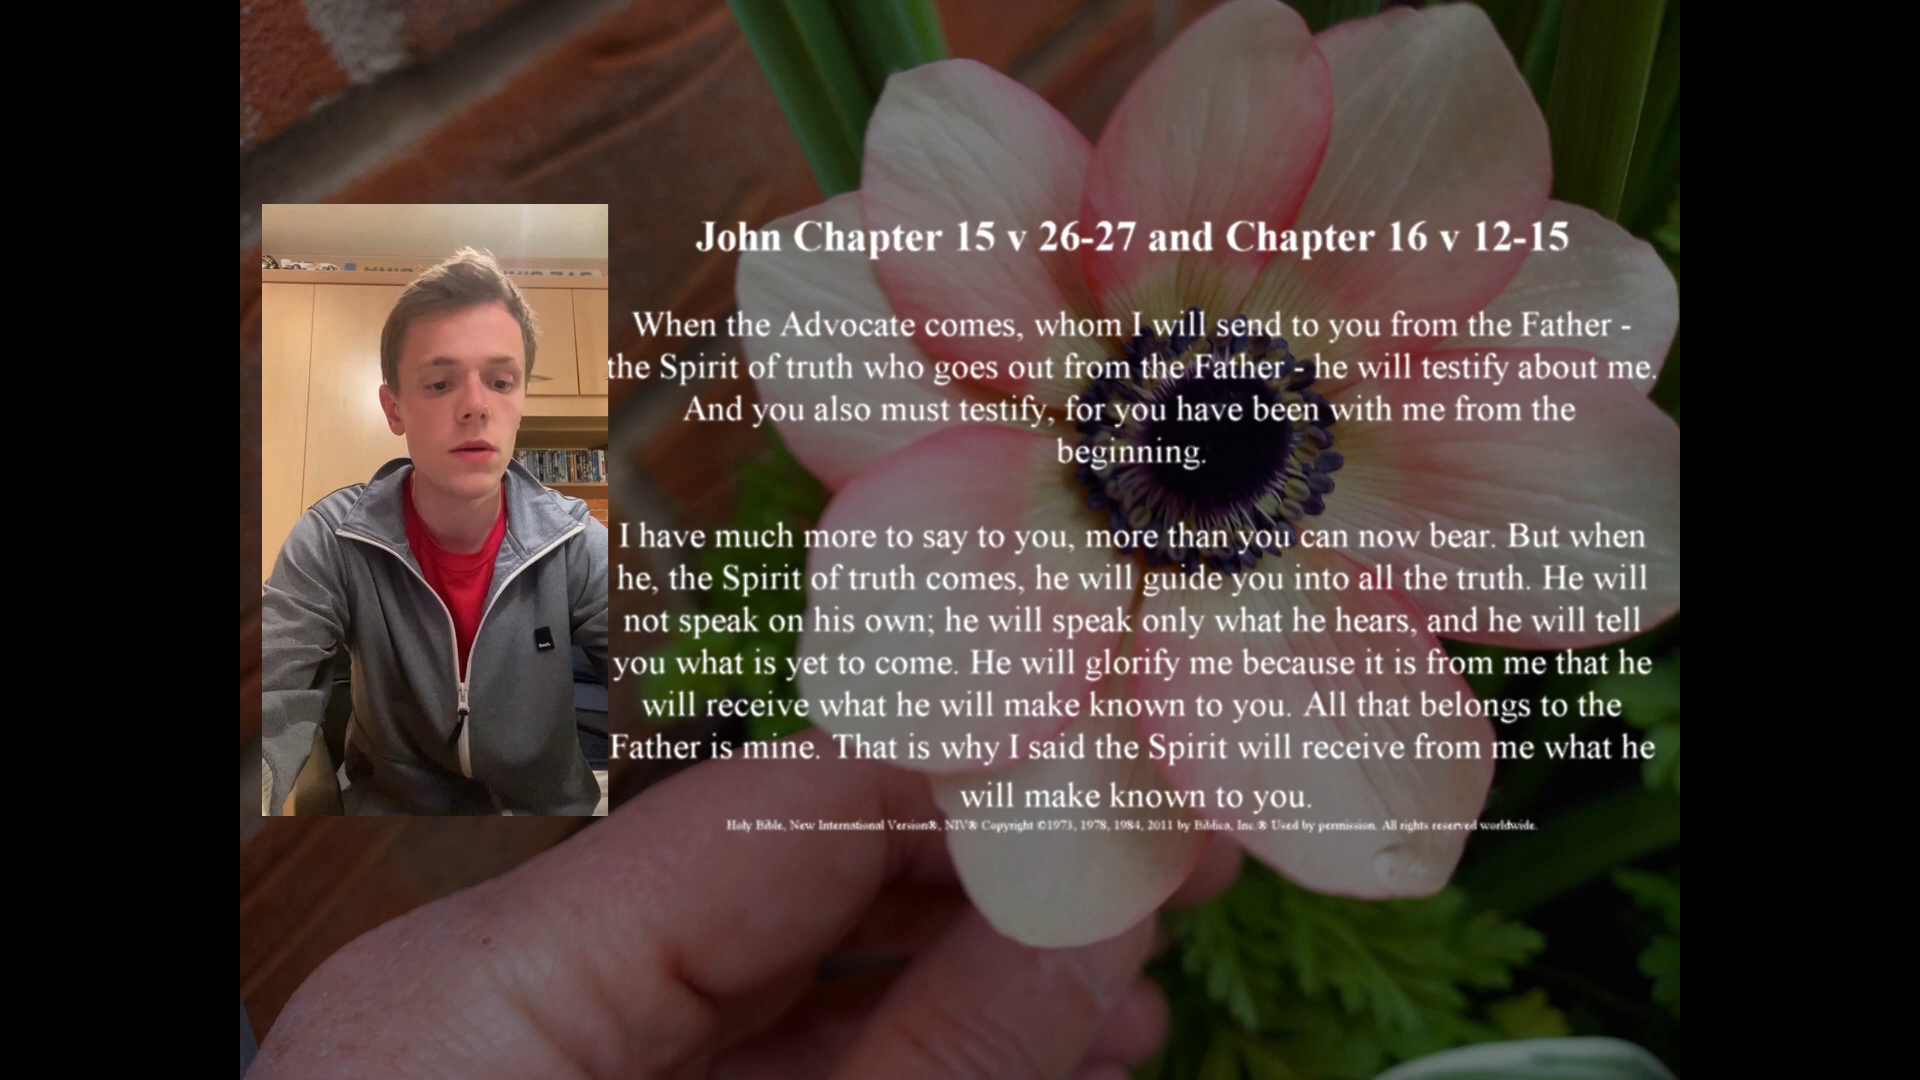 John Chapter 15 v 26-27 and Chapter 16 v 12-15
When the Advocate comes, whom I will send to you from the Father -
the Spirit of truth who goes out from the Father - he will testify about me.
And you also must testify, for you have been with me from the
beginning.
I have much more to say to you, more than you can now bear. But when
he, the Spirit of truth comes, he will guide you into all the truth. He will
not speak on his own; he will speak only what he hears, and he will tell
you what is yet to come. He will glorify me because it is from me that he
will receive what he will make known to you. All that belongs to the
Father is mine. That is why I said the Spirit will receive from me what he
will make known to you.
Holy Bible, New International Version®, NIV® Copyright ©1973, 1978, 1984, 2011 by Biblica, Inc.® Used by permission. All rights reserved worldwide.